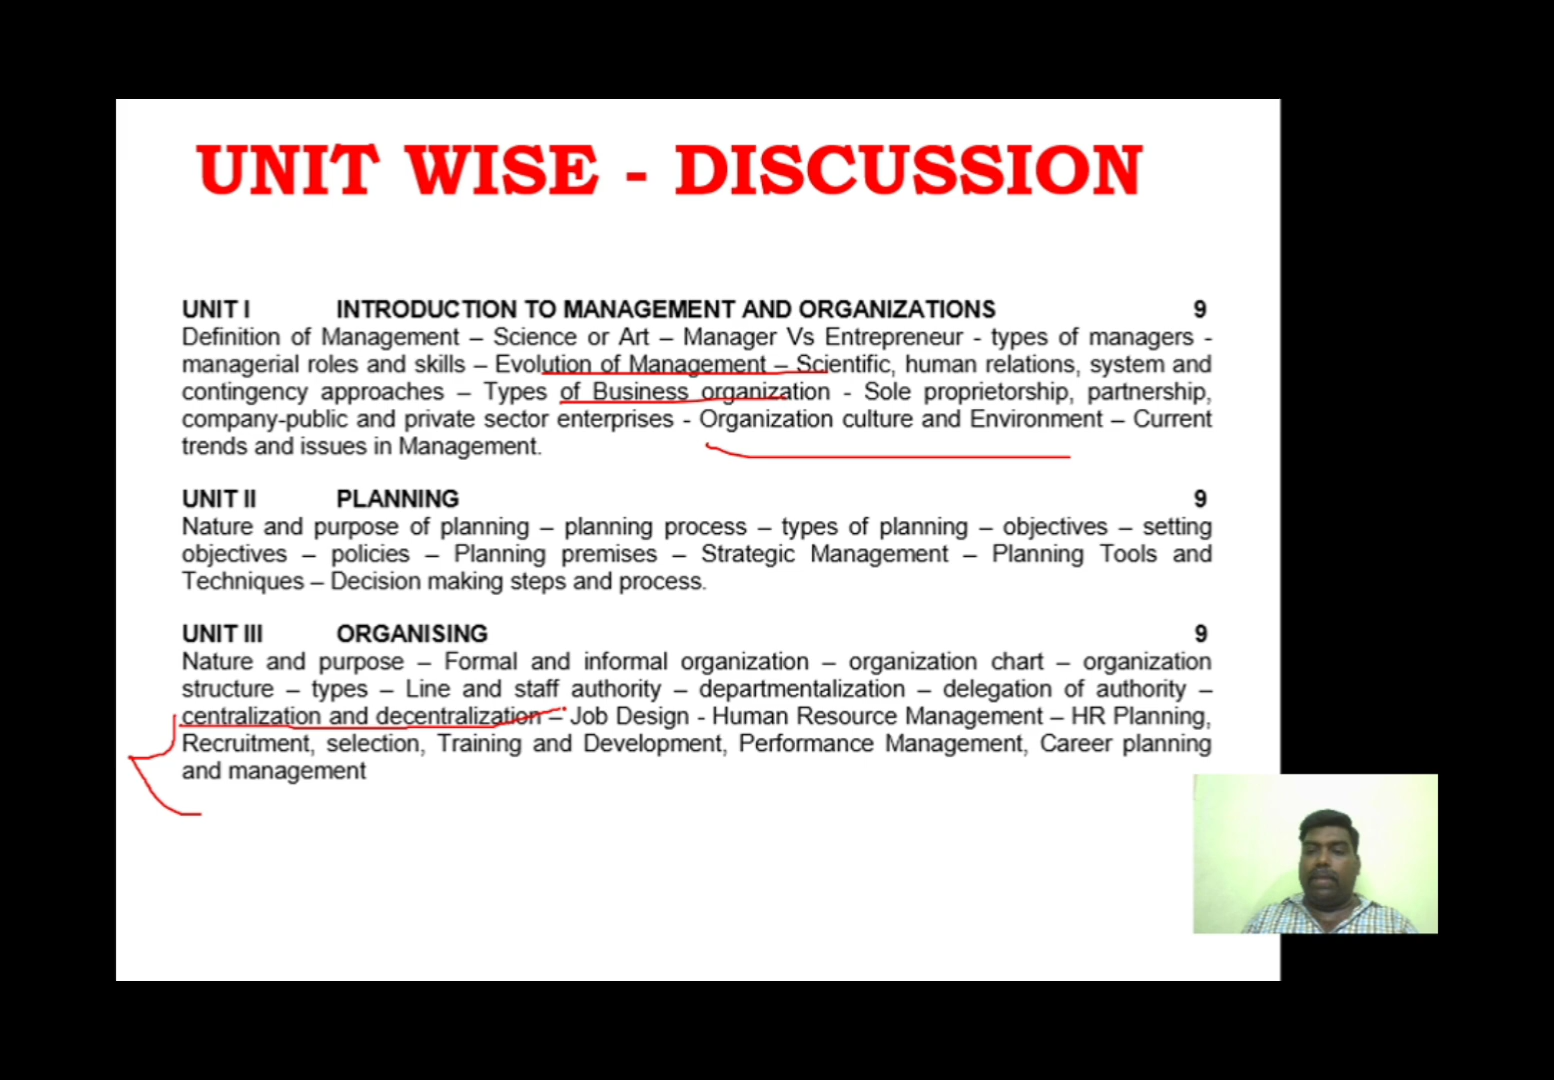 UNIT WISE - DISCUSSION
UNIT I INTRODUCTION TO MANAGEMENT AND ORGANIZATIONS 9
Definition of Management – Science or Art – Manager Vs Entrepreneur - types of managers -
managerial roles and skills – Evolution of Management – Scientific, human relations, system and
contingency approaches – Types of Business organization - Sole proprietorship, partnership,
company-public and private sector enterprises - Organization culture and Environment – Current
trends and issues in Management.
UNIT II PLANNING 9
Nature and purpose of planning – planning process – types of planning – objectives – setting
objectives – policies – Planning premises – Strategic Management – Planning Tools and
Techniques – Decision making steps and process.
UNIT III ORGANISING 9
Nature and purpose – Formal and informal organization – organization chart – organization
structure – types – Line and staff authority – departmentalization – delegation of authority –
centralization and decentralization – Job Design - Human Resource Management – HR Planning,
Recruitment, selection, Training and Development, Performance Management, Career planning
and management